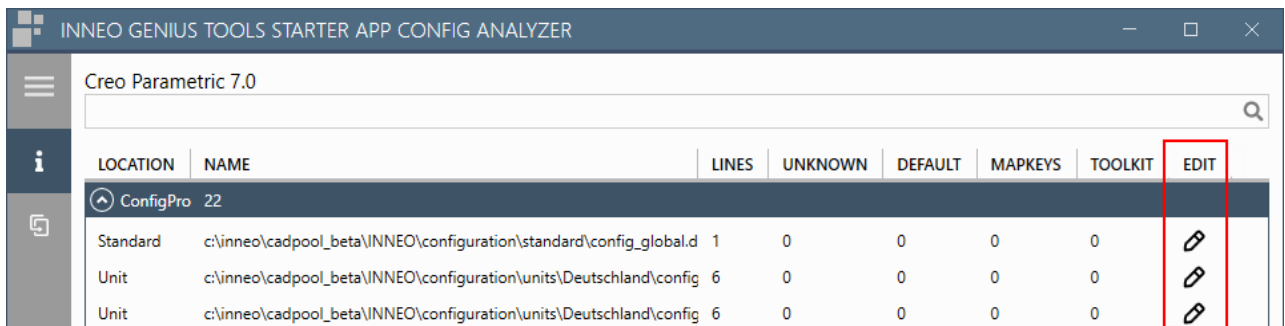 INNEO GENIUS TOOLS STARTER APP CONFIG ANALYZER
Creo Parametric 7.0
LOCATION NAME LINES UNKNOWN DEFAULT MAPKEYS TOOLKIT EDIT
ConfigPro 22
Standard c:\inneo\cadpool_beta\INNEO\configuration\standard\config_global.d 1 0 0 0 0
Unit c:\inneo\cadpool_beta\INNEO\configuration\units\Deutschland\config 6 0 0 0 0
Unit c:\inneo\cadpool_beta\INNEO\configuration\units\Deutschland\config 6 0 0 0 0